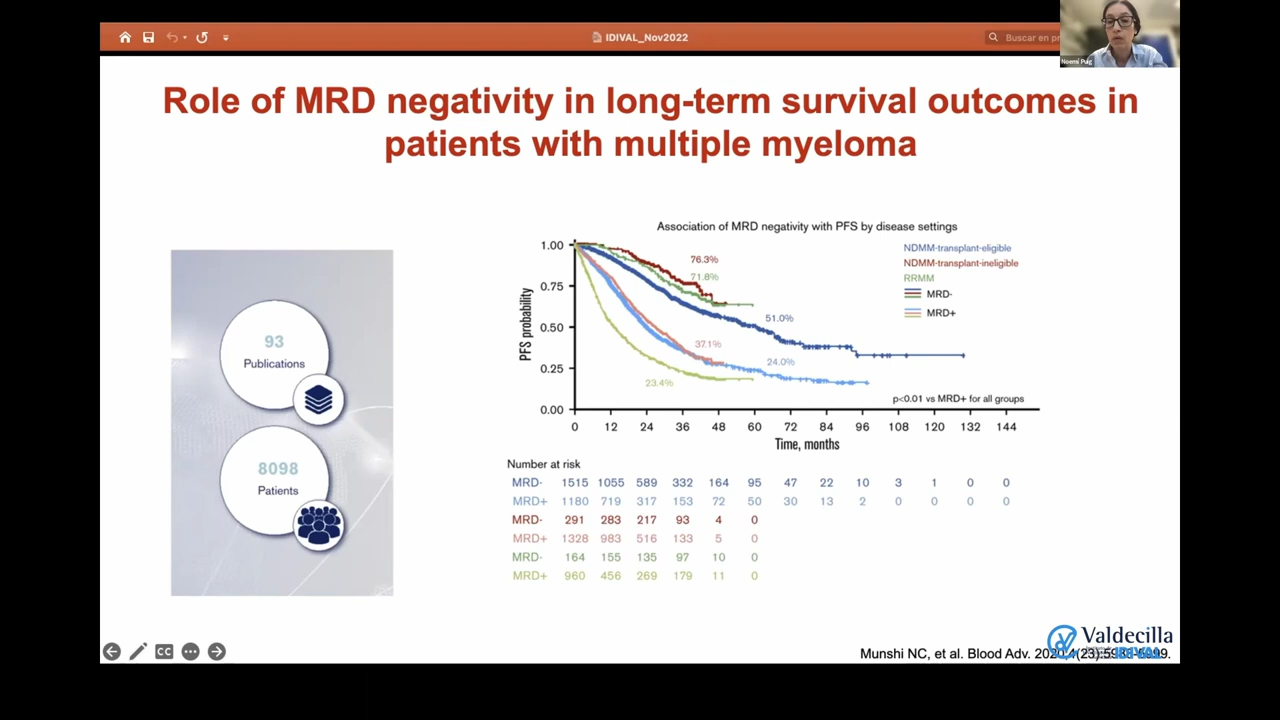 IDIVAL_Nov2022
Buscar en
Noemí Puig
Role of MRD negativity in long-term survival outcomes in
patients with multiple myeloma
93
Publications
8098
Patients
Association of MRD negativity with PFS by disease settings
NDMM-transplant-eligible
NDMM-transplant-ineligible
RRMM
MRD-
MRD+
PFS probability
1.00
0.75
0.50
0.25
0.00
76.3%
71.8%
51.0%
37.1%
24.0%
23.4%
p<0.01 vs MRD+ for all groups
0 12 24 36 48 60 72 84 96 108 120 132 144
Time, months
Number at risk
MRD- 1515 1055 589 332 164 95 47 22 10 3 1 0 0
MRD+ 1180 719 317 153 72 50 30 13 2 0 0 0 0
MRD- 291 283 217 93 4 0
MRD+ 1328 983 516 133 5 0
MRD- 164 155 135 97 10 0
MRD+ 960 456 269 179 11 0
CC
Valdecilla
IDIVAL
Munshi NC, et al. Blood Adv.